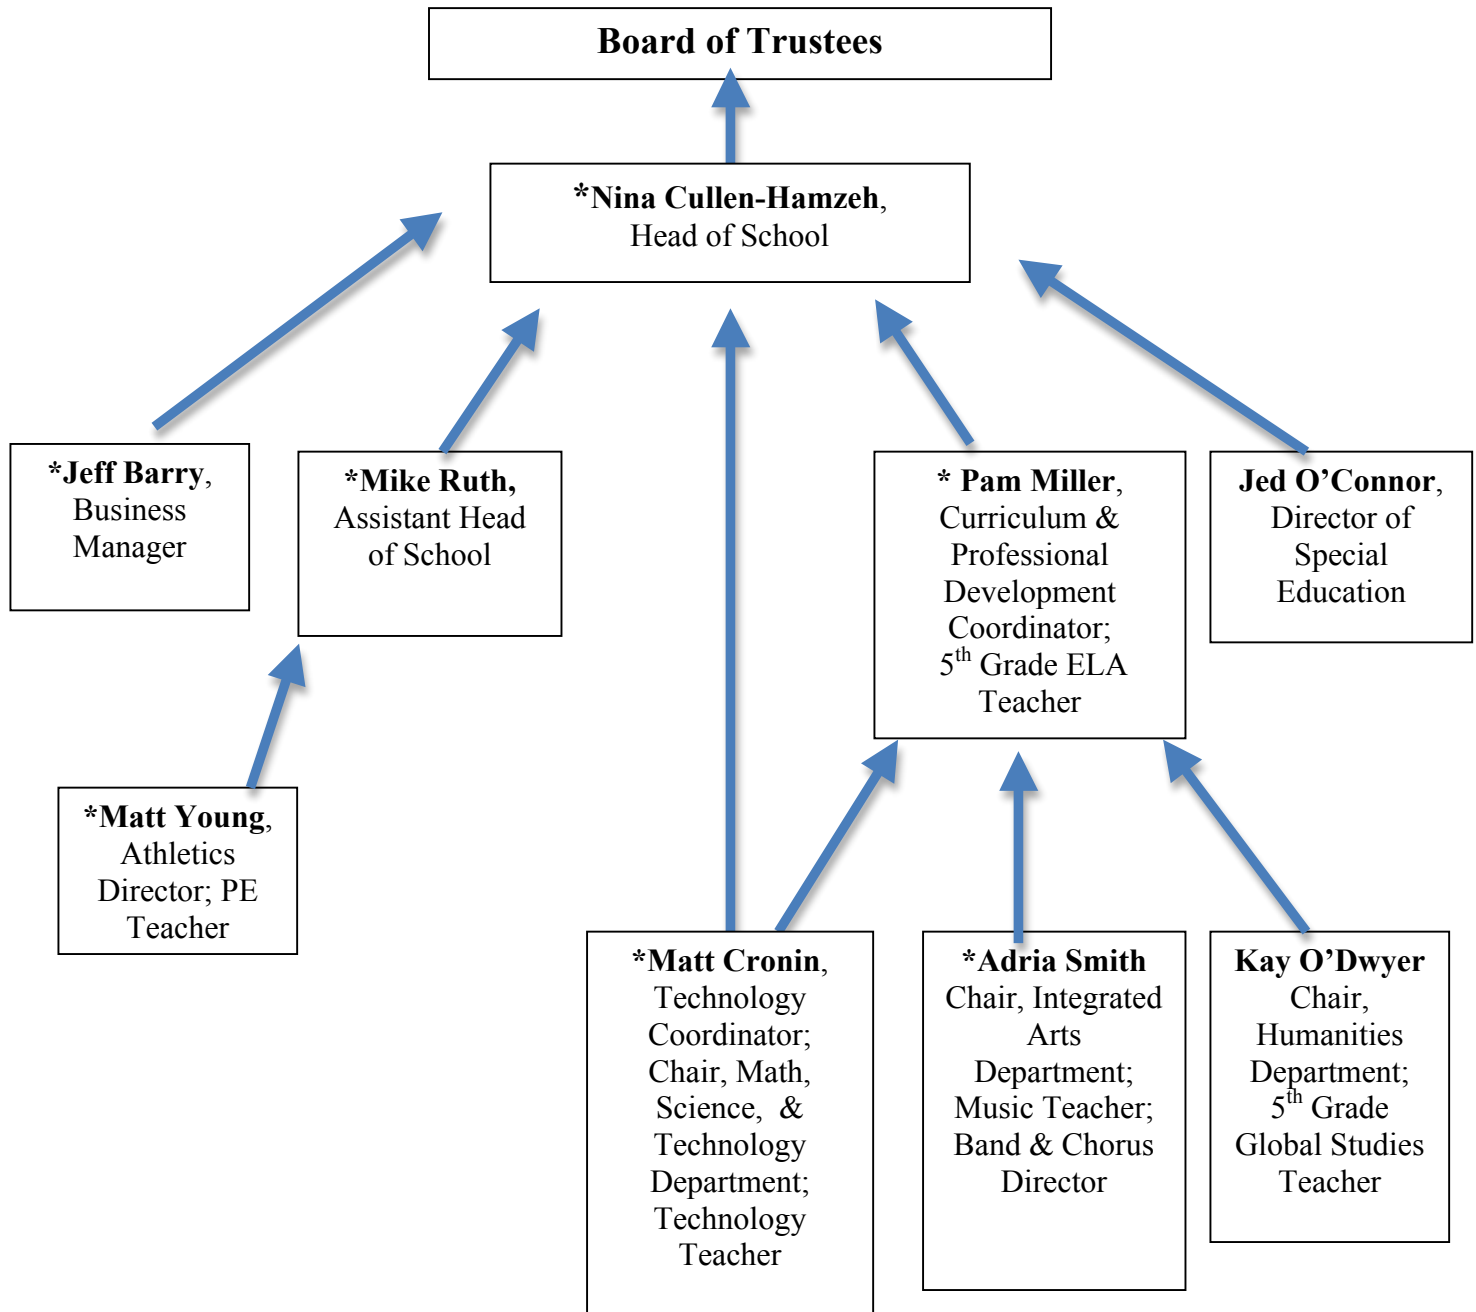 Board of Trustees
*Nina Cullen-Hamzeh,
Head of School
*Jeff Barry,
Business
Manager
*Mike Ruth,
Assistant Head
of School
* Pam Miller,
Curriculum &
Professional
Development
Coordinator;
5th Grade ELA
Teacher
Jed O’Connor,
Director of
Special
Education
*Matt Young,
Athletics
Director; PE
Teacher
*Matt Cronin,
Technology
Coordinator;
Chair, Math,
Science, &
Technology
Department;
Technology
Teacher
*Adria Smith
Chair, Integrated
Arts
Department;
Music Teacher;
Band & Chorus
Director
Kay O’Dwyer
Chair,
Humanities
Department;
5th Grade
Global Studies
Teacher